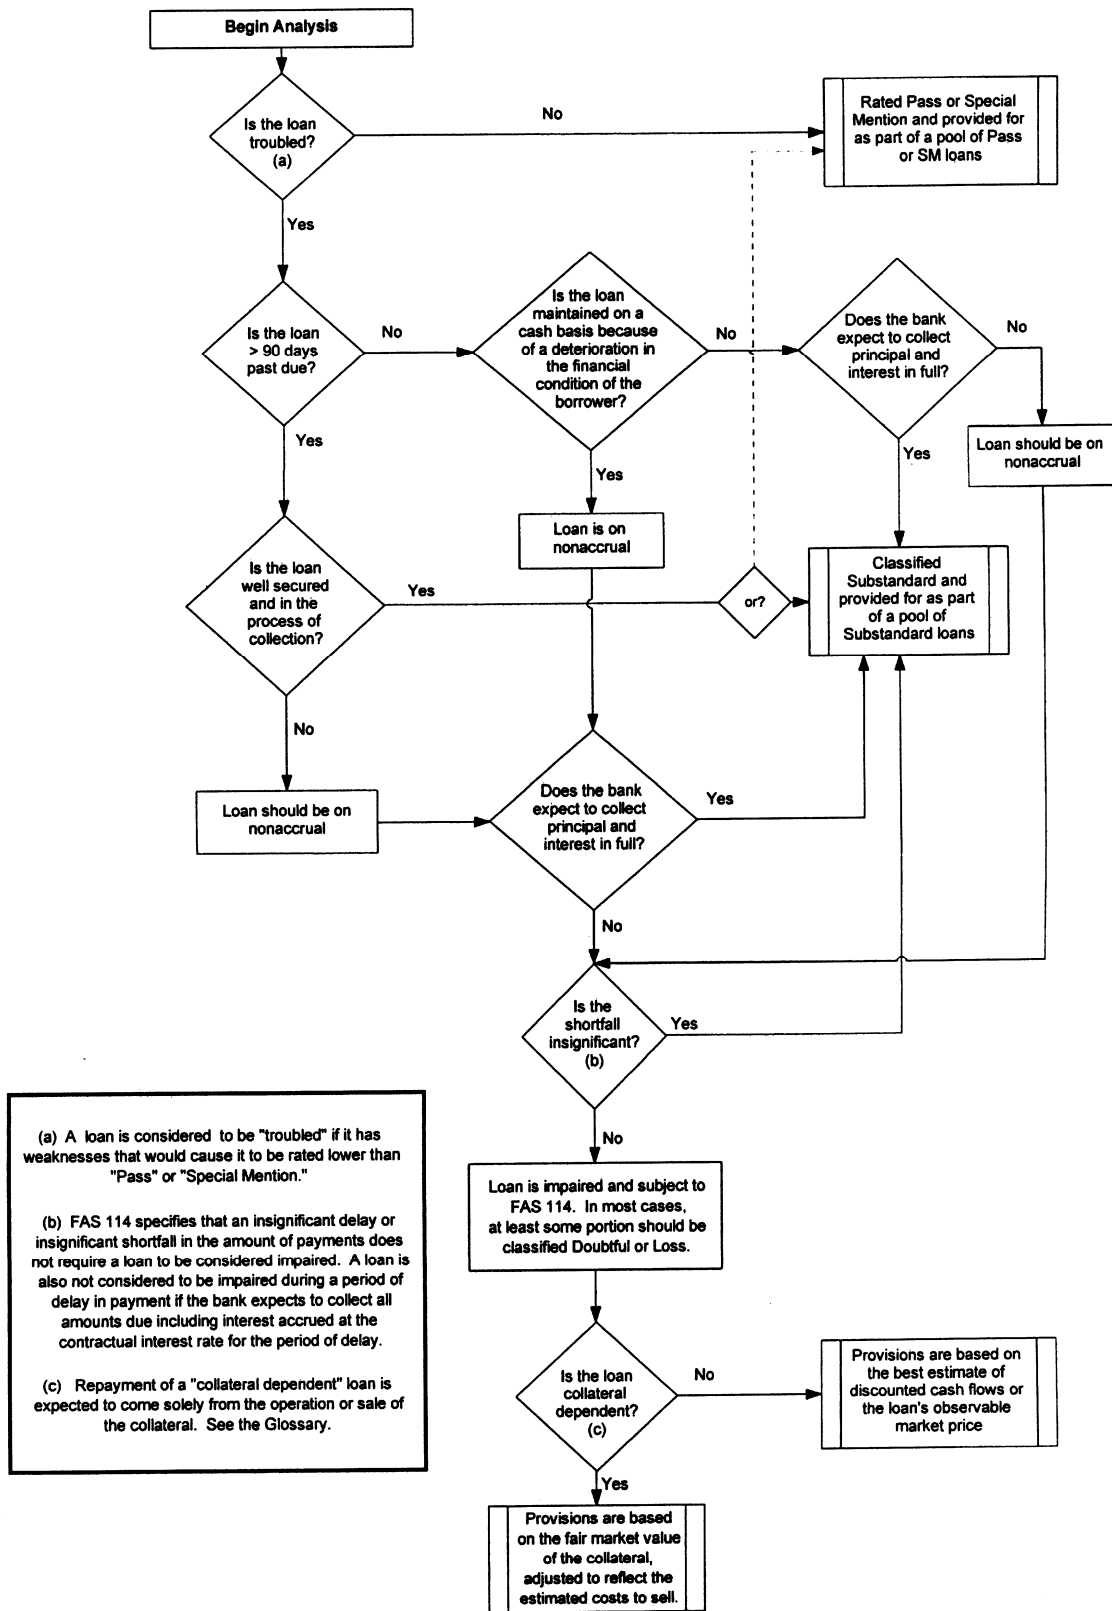 Begin Analysis
Is the loan
troubled?
(a)
No
Rated Pass or Special
Mention and provided for
as part of a pool of Pass
or SM loans
Yes
Is the loan
> 90 days
past due?
No
Is the loan
maintained on a
cash basis because
of a deterioration in
the financial
condition of the
borrower?
No
Does the bank
expect to collect
principal and
interest in full?
No
Loan should be on
nonaccrual
Yes
Yes
Yes
Loan is on
nonaccrual
Is the loan
well secured
and in the
process of
collection?
Yes
or?
Classified
Substandard and
provided for as part
of a pool of
Substandard loans
No
Loan should be on
nonaccrual
Does the bank
expect to collect
principal and
interest in full?
Yes
No
Is the
shortfall
insignificant?
(b)
Yes
No
Loan is impaired and subject to
FAS 114. In most cases,
at least some portion should be
classified Doubtful or Loss.
Is the loan
collateral
dependent?
(c)
No
Provisions are based on
the best estimate of
discounted cash flows or
the loan's observable
market price
Yes
Provisions are based
on the fair market value
of the collateral,
adjusted to reflect the
estimated costs to sell.
(a) A loan is considered to be "troubled" if it has
weaknesses that would cause it to be rated lower than
"Pass" or "Special Mention."
(b) FAS 114 specifies that an insignificant delay or
insignificant shortfall in the amount of payments does
not require a loan to be considered impaired. A loan is
also not considered to be impaired during a period of
delay in payment if the bank expects to collect all
amounts due including interest accrued at the
contractual interest rate for the period of delay.
(c) Repayment of a "collateral dependent" loan is
expected to come solely from the operation or sale of
the collateral. See the Glossary.